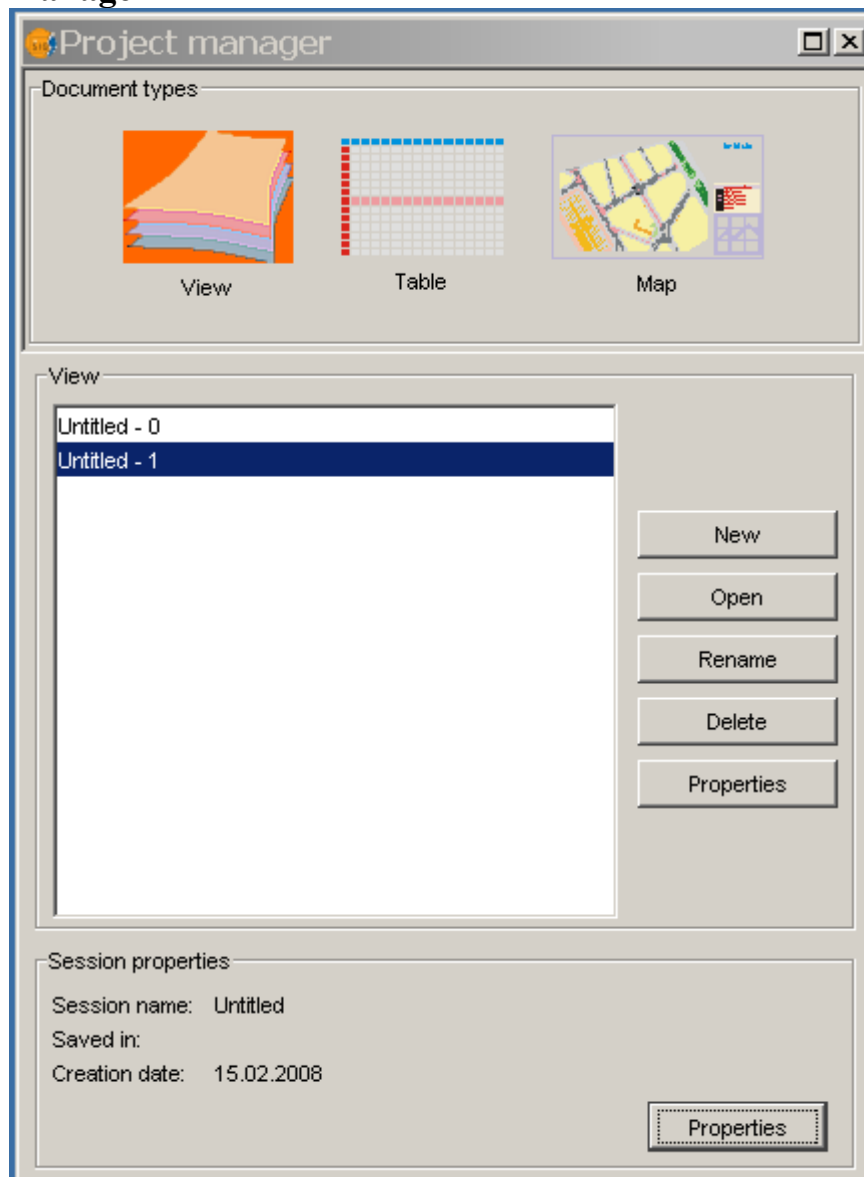 Project manager
Document types
View
Table
Map
View
Untitled - 0
Untitled - 1
New
Open
Rename
Delete
Properties
Session properties
Session name: Untitled
Saved in:
Creation date: 15.02.2008
Properties